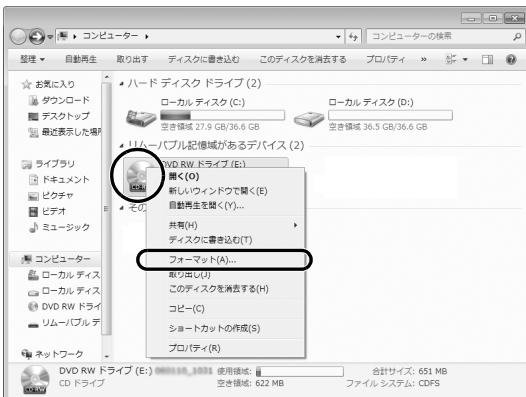 コンピューター
コンピューターの検索
整理 自動再生 取り出す ディスクに書き込む このディスクを消去する プロパティ »
お気に入り
ダウンロード
デスクトップ
最近表示した場所
ライブラリ
ドキュメント
ピクチャ
ビデオ
ミュージック
コンピューター
ローカル ディス
ローカル ディス
DVD RW ドライ
リムーバブル デ
ネットワーク
ハード ディスク ドライブ (2)
ローカル ディスク (C:)
空き領域 27.9 GB/36.6 GB
ローカル ディスク (D:)
空き領域 36.5 GB/36.6 GB
リムーバブル記憶域があるデバイス (2)
DVD RW ドライブ (E:)
CD-RW
その
開く(O)
新しいウィンドウで開く(E)
自動再生を開く(Y)...
共有(H)
ディスクに書き込む(T)
フォーマット(A)...
取り出し(J)
このディスクを消去する(H)
コピー(C)
ショートカットの作成(S)
プロパティ(R)
DVD RW ドライブ (E:) 使用領域: 合計サイズ: 651 MB
CD ドライブ 空き領域: 622 MB ファイル システム: CDFS
CD-RW